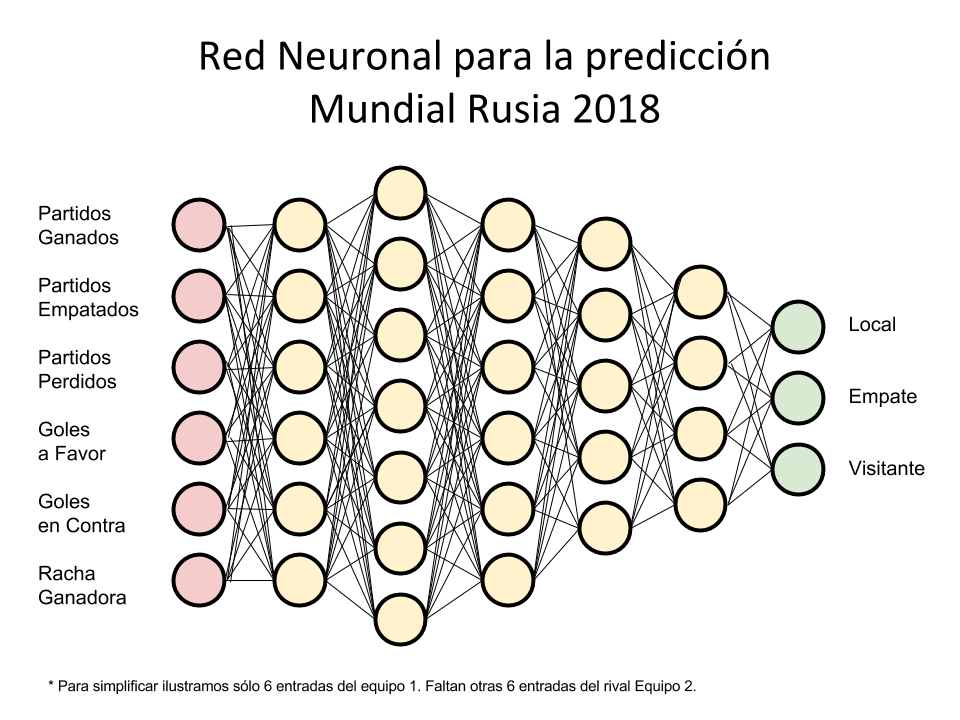 Red Neuronal para la predicción
Mundial Rusia 2018
Partidos
Ganados
Partidos
Empatados
Partidos
Perdidos
Goles
a Favor
Goles
en Contra
Racha
Ganadora
Local
Empate
Visitante
* Para simplificar ilustramos sólo 6 entradas del equipo 1. Faltan otras 6 entradas del rival Equipo 2.